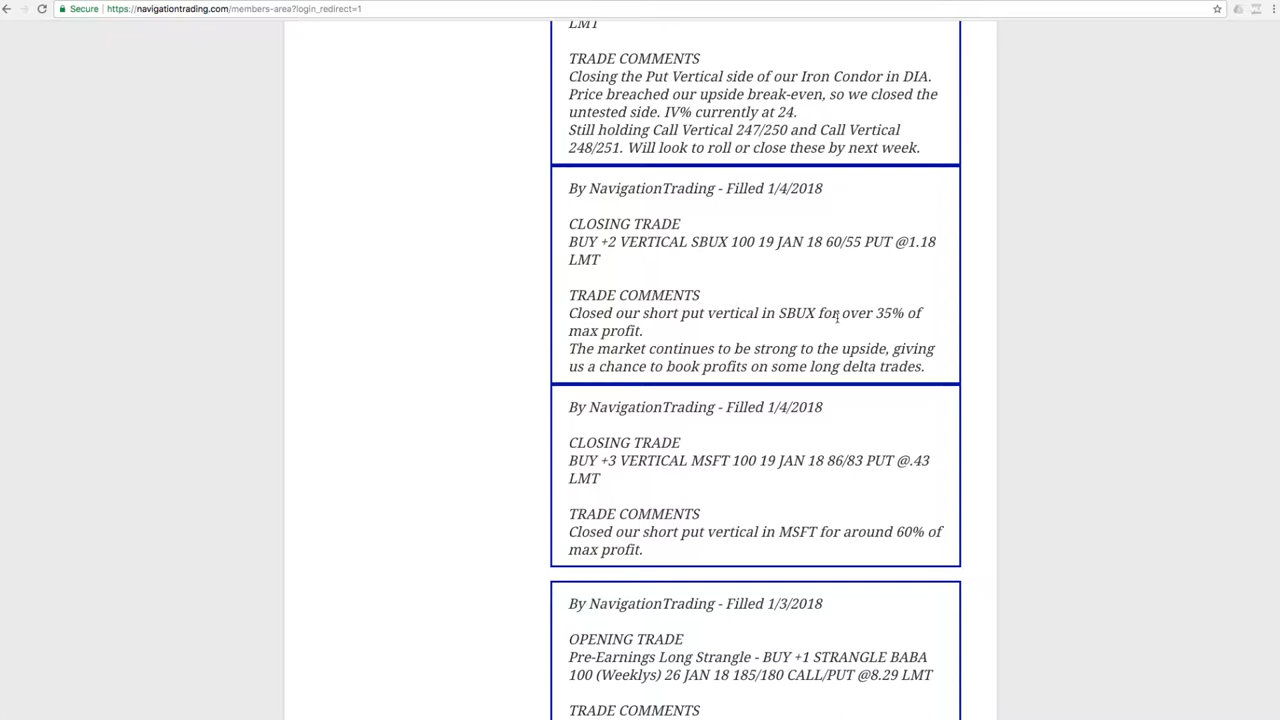 Secure
https://navigationtrading.com/members-area?login_redirect=1
LMT
TRADE COMMENTS
Closing the Put Vertical side of our Iron Condor in DIA.
Price breached our upside break-even, so we closed the
untested side. IV% currently at 24.
Still holding Call Vertical 247/250 and Call Vertical
248/251. Will look to roll or close these by next week.
By NavigationTrading - Filled 1/4/2018
CLOSING TRADE
BUY +2 VERTICAL SBUX 100 19 JAN 18 60/55 PUT @1.18
LMT
TRADE COMMENTS
Closed our short put vertical in SBUX for over 35% of
max profit.
The market continues to be strong to the upside, giving
us a chance to book profits on some long delta trades.
By NavigationTrading - Filled 1/4/2018
CLOSING TRADE
BUY +3 VERTICAL MSFT 100 19 JAN 18 86/83 PUT @.43
LMT
TRADE COMMENTS
Closed our short put vertical in MSFT for around 60% of
max profit.
By NavigationTrading - Filled 1/3/2018
OPENING TRADE
Pre-Earnings Long Strangle - BUY +1 STRANGLE BABA
100 (Weeklys) 26 JAN 18 185/180 CALL/PUT @8.29 LMT
TRADE COMMENTS